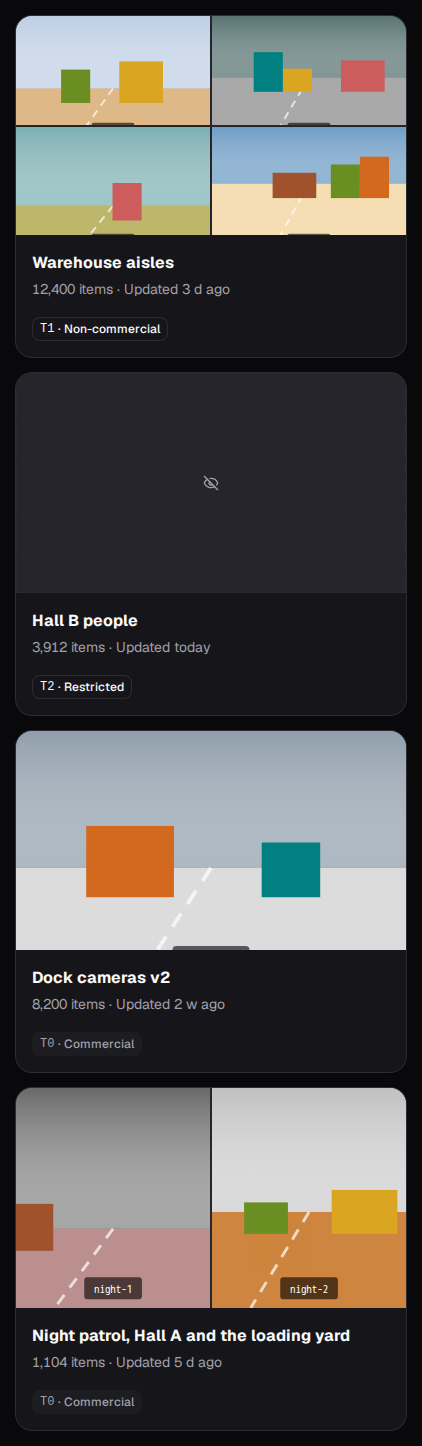 Warehouse aisles
12,400 items · Updated 3 d ago
T1 · Non-commercial
Hall B people
3,912 items · Updated today
T2 · Restricted
Dock cameras v2
8,200 items · Updated 2 w ago
T0 · Commercial
night-1
night-2
Night patrol, Hall A and the loading yard
1,104 items · Updated 5 d ago
T0 · Commercial